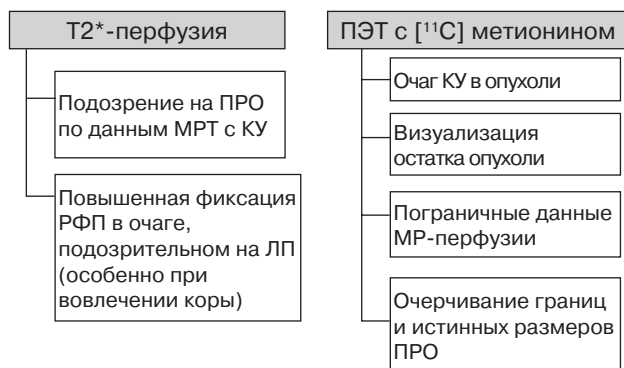 Т2*-перфузия
Подозрение на ПРО
по данным МРТ с КУ
Повышенная фиксация
РФП в очаге,
подозрительном на ЛП
(особенно при
вовлечении коры)
ПЭТ с [¹¹С] метионином
Очаг КУ в опухоли
Визуализация
остатка опухоли
Пограничные данные
МР-перфузии
Очерчивание границ
и истинных размеров
ПРО